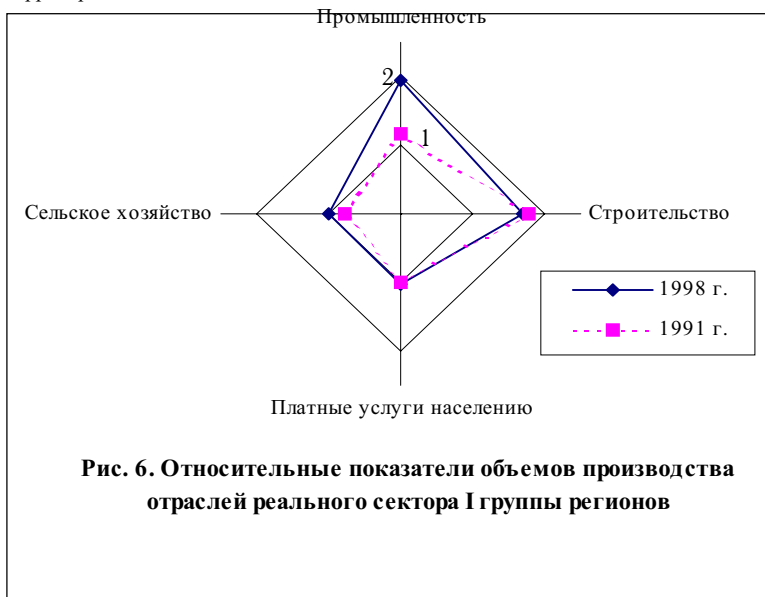 Промышленность
2
1
Сельское хозяйство
Строительство
1998 г.
1991 г.
Платные услуги населению
Рис. 6. Относительные показатели объемов производства
отраслей реального сектора I группы регионов